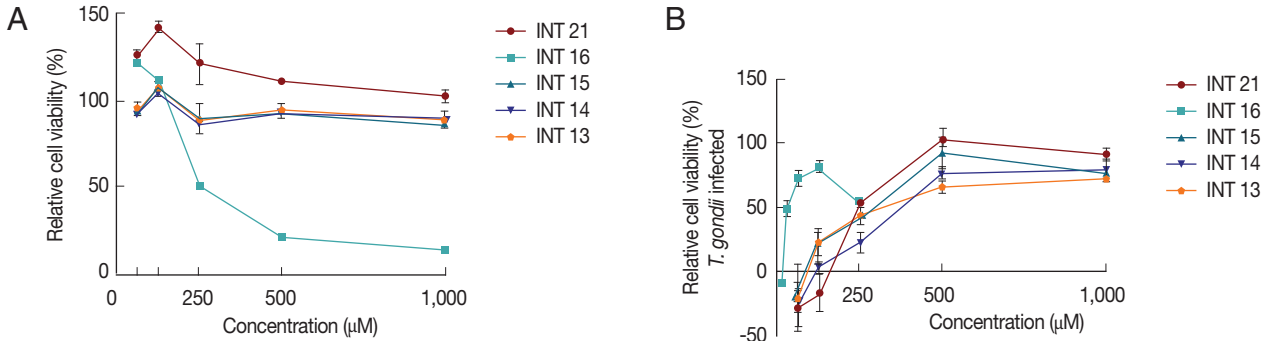 A
Relative cell viability (%)
150
100
50
0
0
250
500
1,000
Concentration (μM)
INT 21
INT 16
INT 15
INT 14
INT 13
B
Relative cell viability (%)
T. gondii infected
150
100
50
0
-50
250
500
1,000
Concentration (μM)
INT 21
INT 16
INT 15
INT 14
INT 13